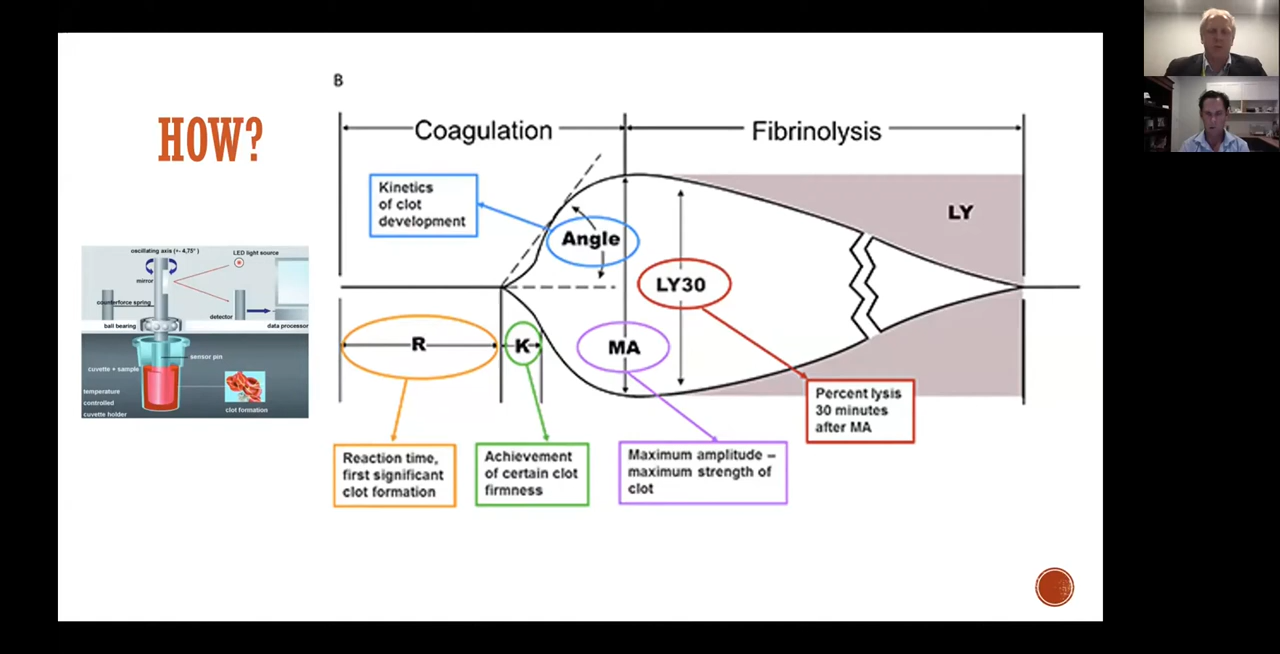 B
HOW?
Coagulation
Fibrinolysis
Kinetics
of clot
development
LY
Angle
LY30
oscillating axis (+- 4,75° )
LED light source
mirror
counterforce spring
detector
ball bearing
data processor
sensor pin
cuvette + sample
temperature
controlled
cuvette holder
clot formation
R
K
MA
Percent lysis
30 minutes
after MA
Reaction time,
first significant
clot formation
Achievement
of certain clot
firmness
Maximum amplitude –
maximum strength of
clot